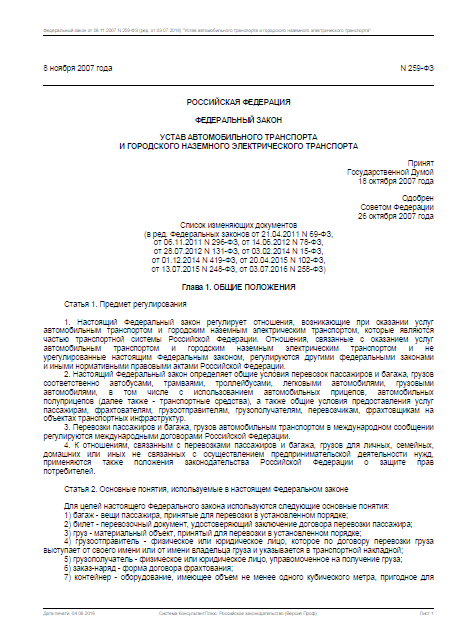 Федеральный закон от 08.11.2007 N 259-ФЗ (ред. от 03.07.2016) "Устав автомобильного транспорта и городского наземного электрического транспорта"
8 ноября 2007 года N 259-ФЗ
РОССИЙСКАЯ ФЕДЕРАЦИЯ
ФЕДЕРАЛЬНЫЙ ЗАКОН
УСТАВ АВТОМОБИЛЬНОГО ТРАНСПОРТА
И ГОРОДСКОГО НАЗЕМНОГО ЭЛЕКТРИЧЕСКОГО ТРАНСПОРТА
Принят
Государственной Думой
18 октября 2007 года
Одобрен
Советом Федерации
26 октября 2007 года
Список изменяющих документов
(в ред. Федеральных законов от 21.04.2011 N 69-ФЗ,
от 06.11.2011 N 296-ФЗ, от 14.06.2012 N 78-ФЗ,
от 28.07.2012 N 131-ФЗ, от 03.02.2014 N 15-ФЗ,
от 01.12.2014 N 419-ФЗ, от 20.04.2015 N 102-ФЗ,
от 13.07.2015 N 248-ФЗ, от 03.07.2016 N 258-ФЗ)
Глава 1. ОБЩИЕ ПОЛОЖЕНИЯ
Статья 1. Предмет регулирования
1. Настоящий Федеральный закон регулирует отношения, возникающие при оказании услуг
автомобильным транспортом и городским наземным электрическим транспортом, которые являются
частью транспортной системы Российской Федерации. Отношения, связанные с оказанием услуг
автомобильным транспортом и городским наземным электрическим транспортом и не
урегулированные настоящим Федеральным законом, регулируются другими федеральными законами
и иными нормативными правовыми актами Российской Федерации.
2. Настоящий Федеральный закон определяет общие условия перевозок пассажиров и багажа, грузов
соответственно автобусами, трамваями, троллейбусами, легковыми автомобилями, грузовыми
автомобилями, в том числе с использованием автомобильных прицепов, автомобильных
полуприцепов (далее также - транспортные средства), а также общие условия предоставления услуг
пассажирам, фрахтователям, грузоотправителям, грузополучателям, перевозчикам, фрахтовщикам на
объектах транспортных инфраструктур.
3. Перевозки пассажиров и багажа, грузов автомобильным транспортом в международном сообщении
регулируются международными договорами Российской Федерации.
4. К отношениям, связанным с перевозками пассажиров и багажа, грузов для личных, семейных,
домашних или иных не связанных с осуществлением предпринимательской деятельности нужд,
применяются также положения законодательства Российской Федерации о защите прав
потребителей.
Статья 2. Основные понятия, используемые в настоящем Федеральном законе
Для целей настоящего Федерального закона используются следующие основные понятия:
1) багаж - вещи пассажира, принятые для перевозки в установленном порядке;
2) билет - перевозочный документ, удостоверяющий заключение договора перевозки пассажира;
3) груз - материальный объект, принятый для перевозки в установленном порядке;
4) грузоотправитель - физическое или юридическое лицо, которое по договору перевозки груза
выступает от своего имени или от имени владельца груза и указывается в транспортной накладной;
5) грузополучатель - физическое или юридическое лицо, управомоченное на получение груза;
6) заказ-наряд - форма договора фрахтования;
7) контейнер - оборудование, имеющее объем не менее одного кубического метра, пригодное для
Дата печати: 04.08.2016 Система КонсультантПлюс: Российское законодательство (Версия Проф) Лист 1